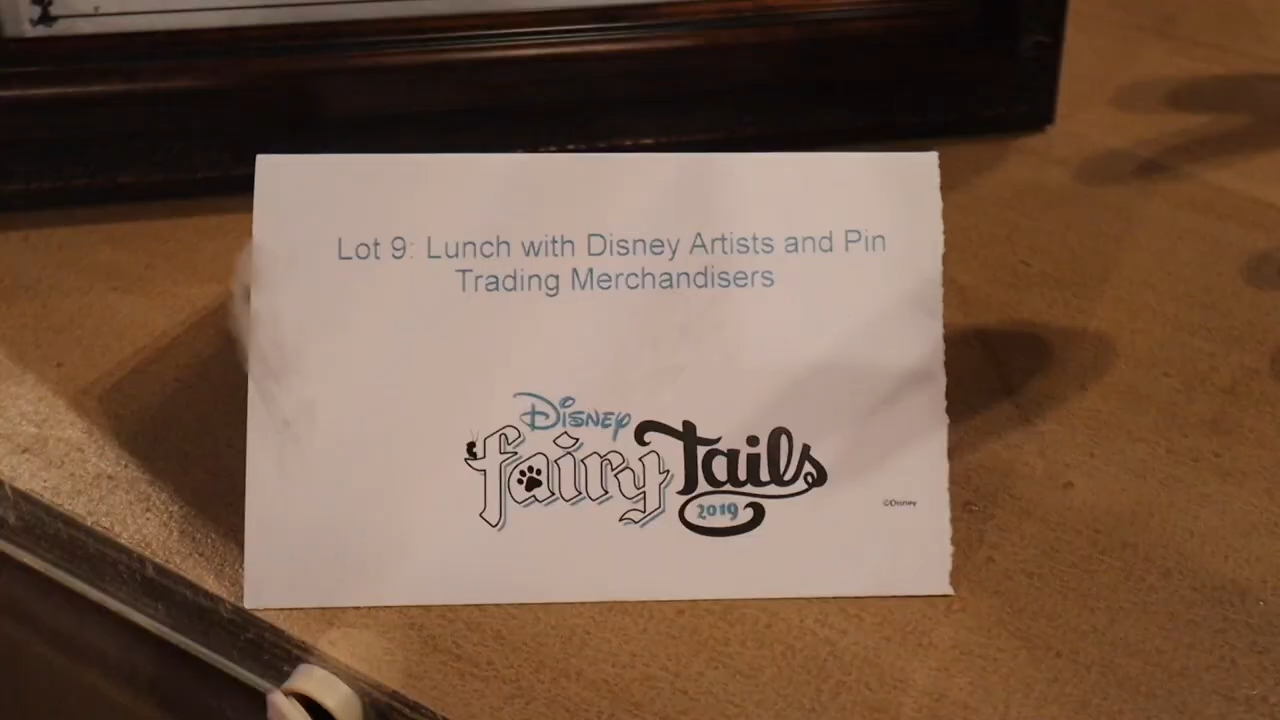 Lot 9: Lunch with Disney Artists and Pin
Trading Merchandisers
Disney
fairy Tails
2019
©Disney